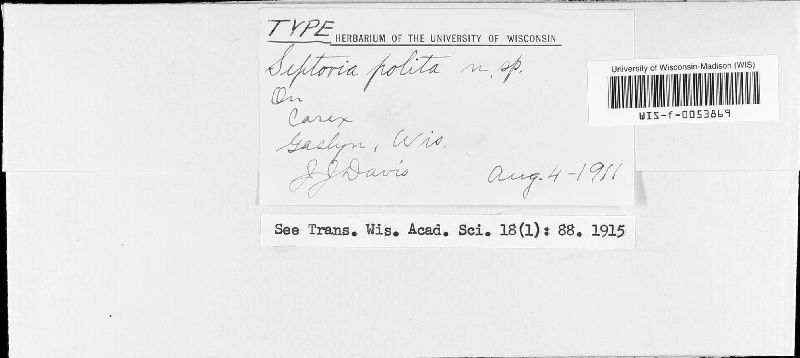 TYPE HERBARIUM OF THE UNIVERSITY OF WISCONSIN
Septoria polita n. sp.
On
Carex
Gaslyn, Wis.
JJ Davis Aug. 4-1911
University of Wisconsin-Madison (WIS)
WIS-f-0053869
See Trans. Wis. Acad. Sci. 18(1): 88. 1915